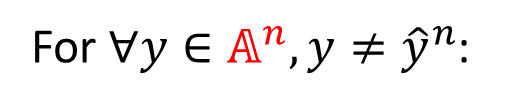 For ∀𝑦 ∈ 𝔸ⁿ, 𝑦 ≠ ŷⁿ: